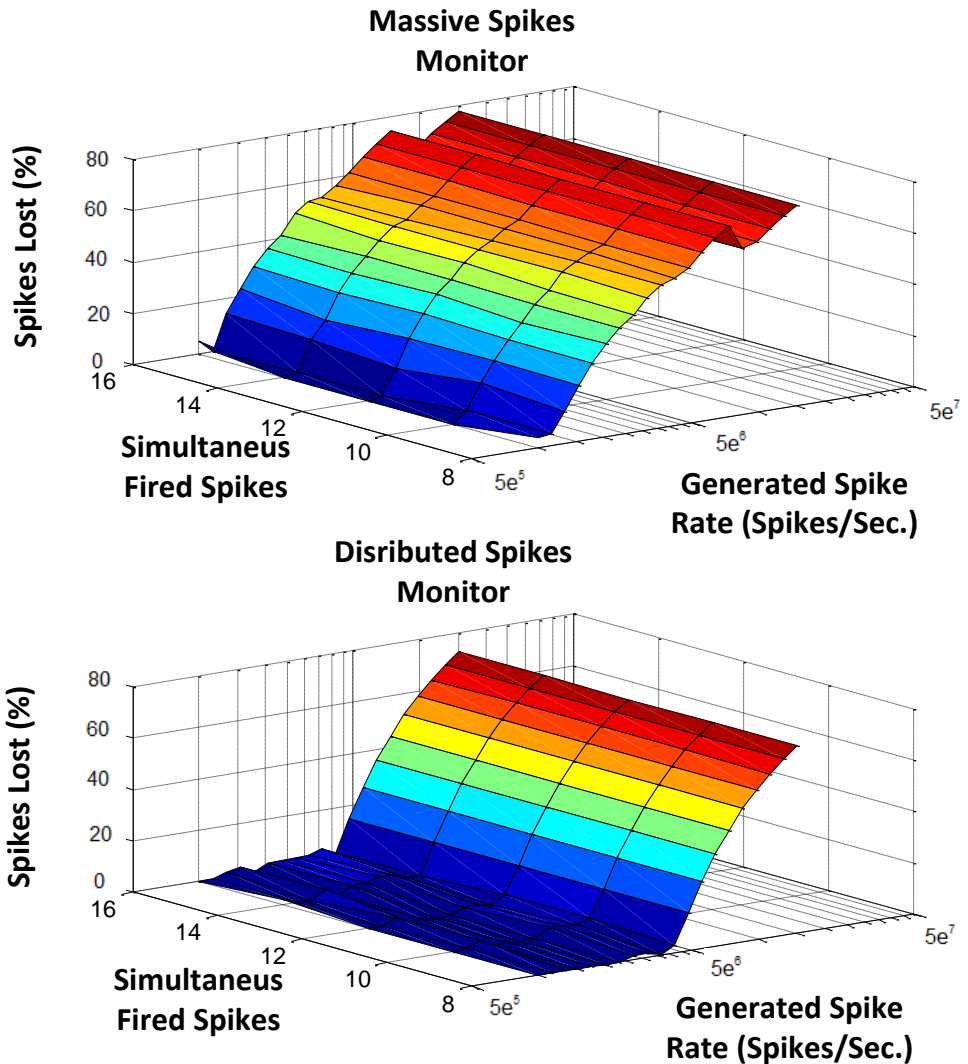 Massive Spikes
Monitor
Spikes Lost (%)
80
60
40
20
0
16
14
12
10
8
Simultaneus
Fired Spikes
5e⁵
5e⁶
5e⁷
Generated Spike
Rate (Spikes/Sec.)
Disributed Spikes
Monitor
Spikes Lost (%)
80
60
40
20
0
16
14
12
10
8
Simultaneus
Fired Spikes
5e⁵
5e⁶
5e⁷
Generated Spike
Rate (Spikes/Sec.)